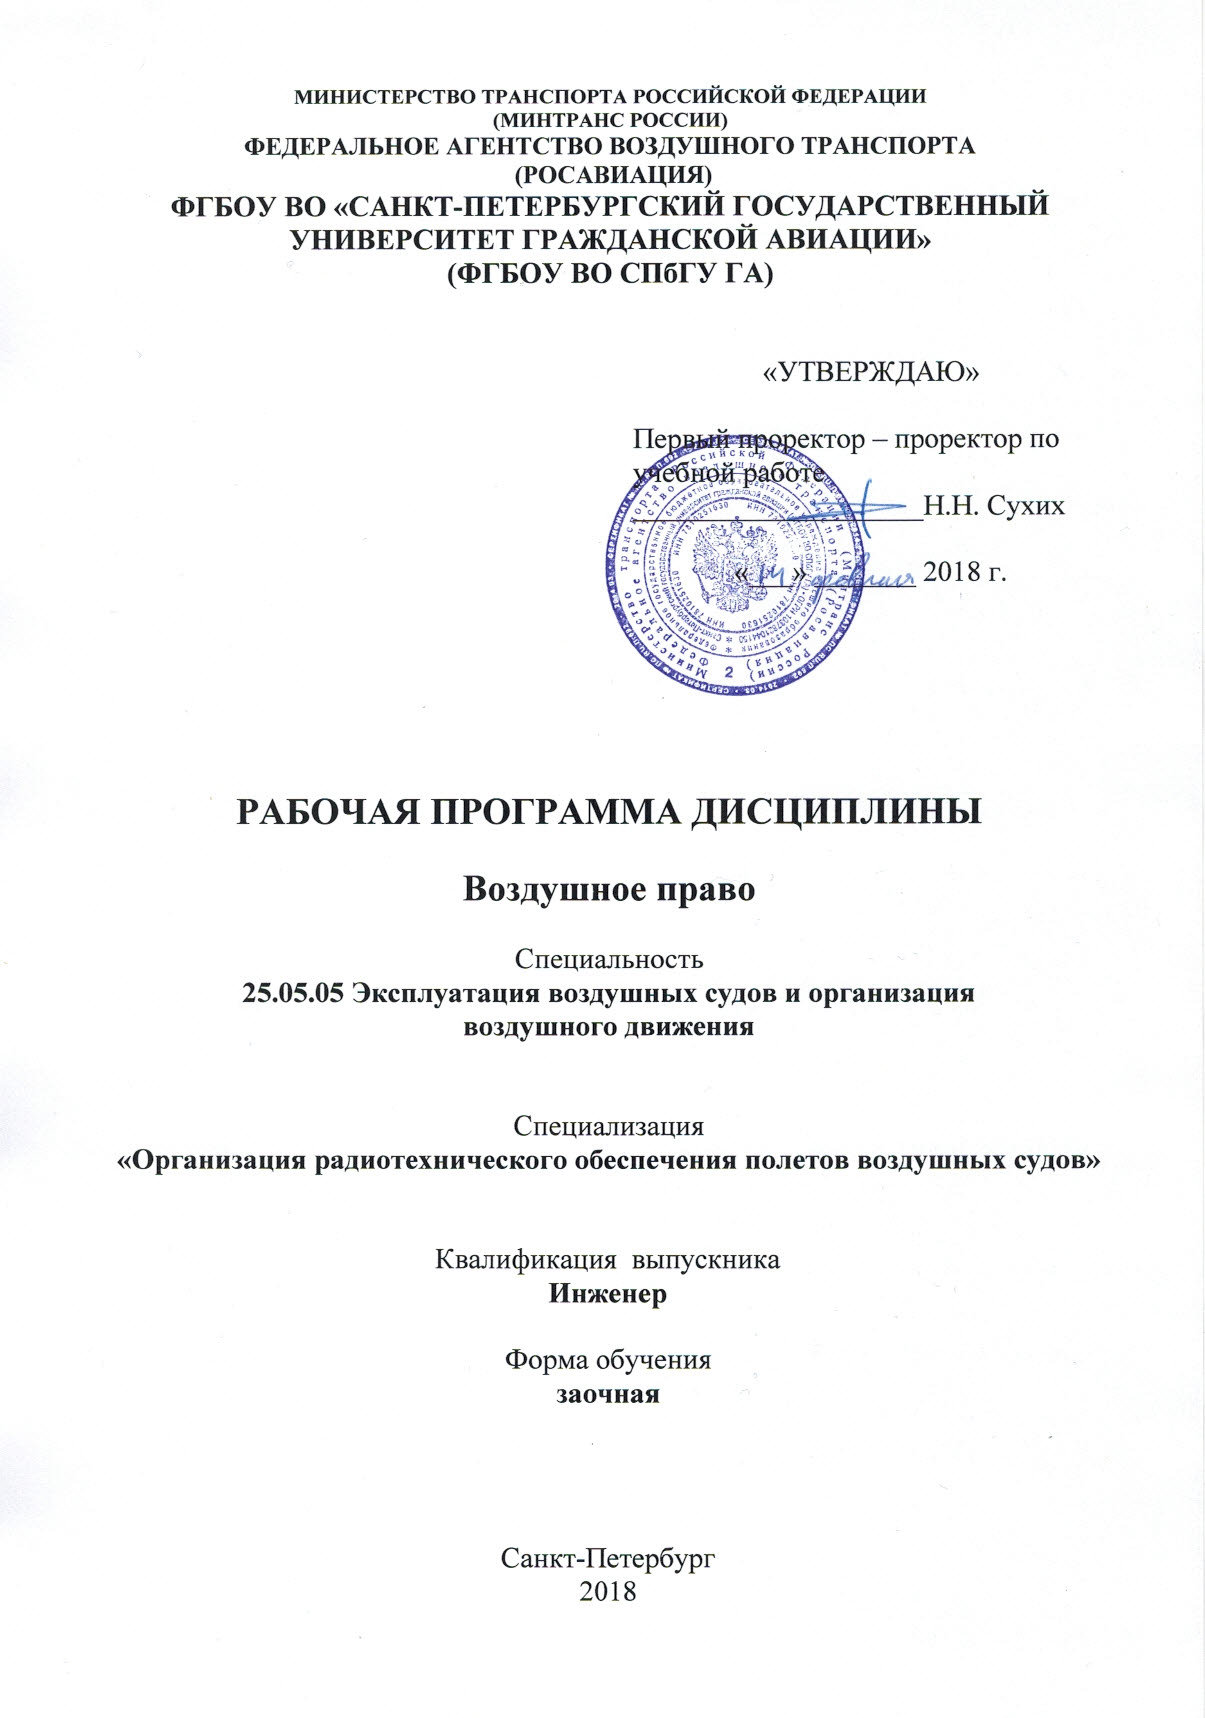 МИНИСТЕРСТВО ТРАНСПОРТА РОССИЙСКОЙ ФЕДЕРАЦИИ
(МИНТРАНС РОССИИ)
ФЕДЕРАЛЬНОЕ АГЕНТСТВО ВОЗДУШНОГО ТРАНСПОРТА
(РОСАВИАЦИЯ)
ФГБОУ ВО «САНКТ-ПЕТЕРБУРГСКИЙ ГОСУДАРСТВЕННЫЙ
УНИВЕРСИТЕТ ГРАЖДАНСКОЙ АВИАЦИИ»
(ФГБОУ ВО СПбГУ ГА)
«УТВЕРЖДАЮ»
Первый проректор – проректор по
учебной работе
Н.Н. Сухих
«14» февраля 2018 г.
РАБОЧАЯ ПРОГРАММА ДИСЦИПЛИНЫ
Воздушное право
Специальность
25.05.05 Эксплуатация воздушных судов и организация
воздушного движения
Специализация
«Организация радиотехнического обеспечения полетов воздушных судов»
Квалификация выпускника
Инженер
Форма обучения
заочная
Санкт-Петербург
2018